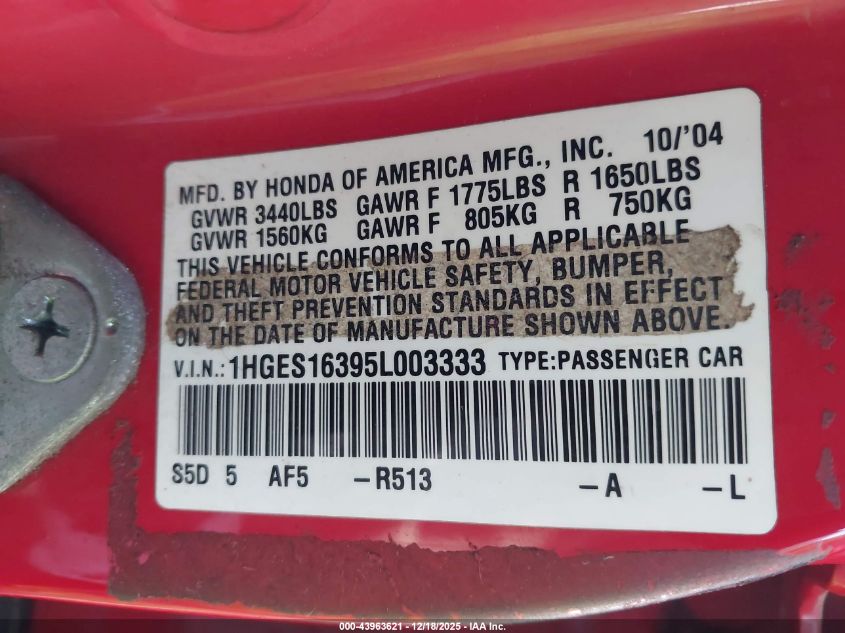 MFD. BY HONDA OF AMERICA MFG., INC. 10/'04
GVWR 3440LBS GAWR F 1775LBS R 1650LBS
GVWR 1560KG GAWR F 805KG R 750KG
THIS VEHICLE CONFORMS TO ALL APPLICABLE
FEDERAL MOTOR VEHICLE SAFETY, BUMPER,
AND THEFT PREVENTION STANDARDS IN EFFECT
ON THE DATE OF MANUFACTURE SHOWN ABOVE.
V.I.N.: 1HGES16395L003333 TYPE:PASSENGER CAR
S5D 5 AF5 -R513 -A -L
000-43963621 - 12/18/2025 - IAA Inc.